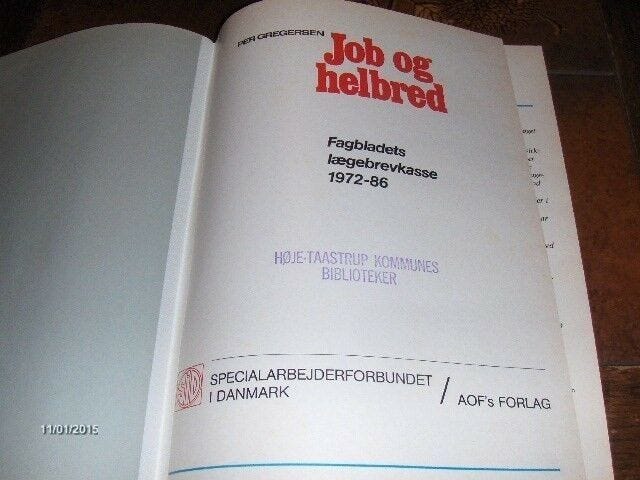 PER GREGERSEN
Job og
helbred
Fagbladets
lægebrevkasse
1972-86
HØJE-TAASTRUP KOMMUNES
BIBLIOTEKER
SPECIALARBEJDERFORBUNDET
I DANMARK
/ AOF's FORLAG
11/01/2015